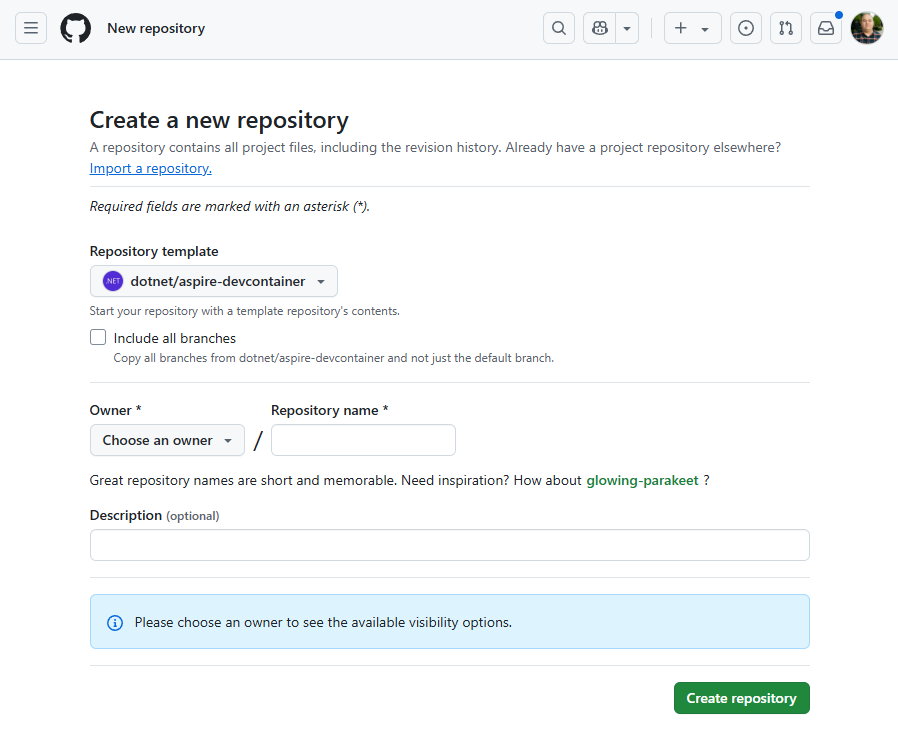 New repository
Create a new repository
A repository contains all project files, including the revision history. Already have a project repository elsewhere?
Import a repository.
Required fields are marked with an asterisk (*).
Repository template
NET dotnet/aspire-devcontainer
Start your repository with a template repository's contents.
Include all branches
Copy all branches from dotnet/aspire-devcontainer and not just the default branch.
Owner * Repository name *
Choose an owner /
Great repository names are short and memorable. Need inspiration? How about glowing-parakeet ?
Description (optional)
Please choose an owner to see the available visibility options.
Create repository